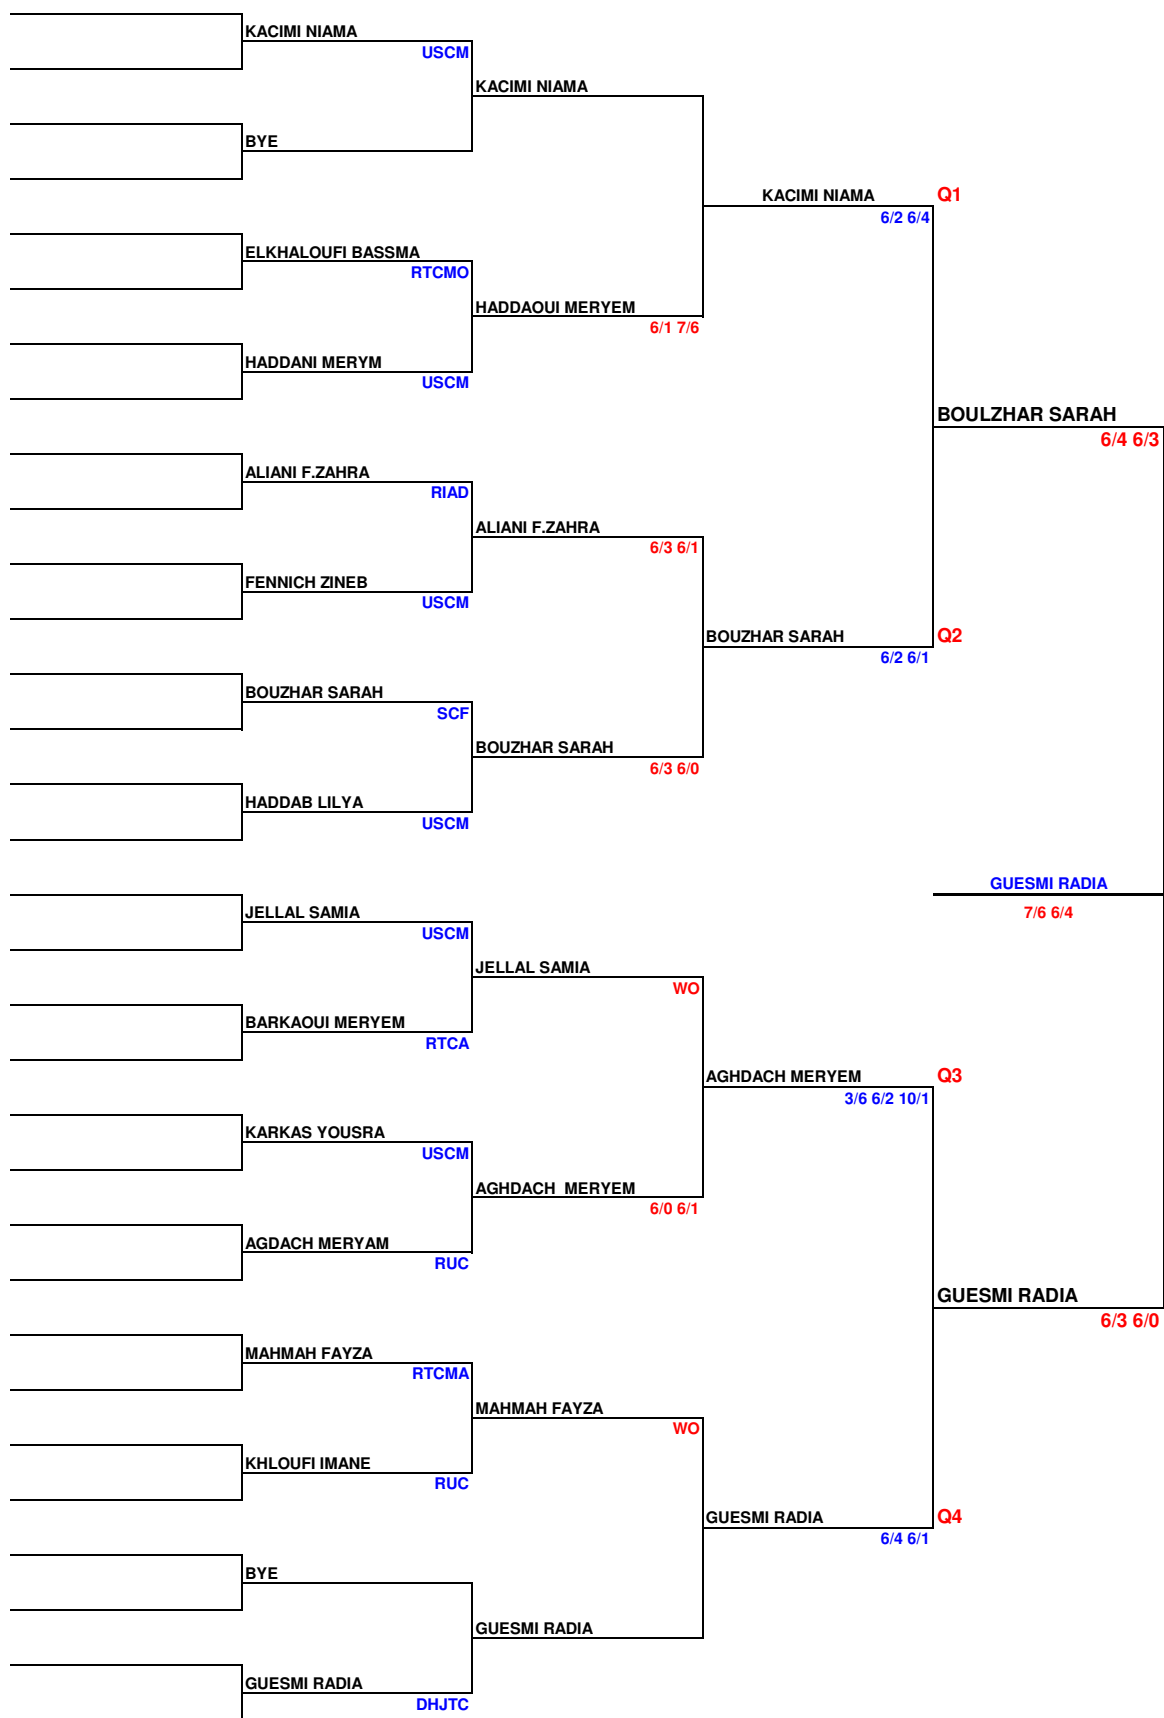 KACIMI NIAMA
USCM
KACIMI NIAMA
BYE
KACIMI NIAMA
Q1
6/2 6/4
ELKHALOUFI BASSMA
RTCMO
HADDAOUI MERYEM
6/1 7/6
HADDANI MERYM
USCM
BOULZHAR SARAH
6/4 6/3
ALIANI F.ZAHRA
RIAD
ALIANI F.ZAHRA
6/3 6/1
FENNICH ZINEB
USCM
BOUZHAR SARAH
Q2
6/2 6/1
BOUZHAR SARAH
SCF
BOUZHAR SARAH
6/3 6/0
HADDAB LILYA
USCM
GUESMI RADIA
7/6 6/4
JELLAL SAMIA
USCM
JELLAL SAMIA
WO
BARKAOUI MERYEM
RTCA
AGHDACH MERYEM
Q3
3/6 6/2 10/1
KARKAS YOUSRA
USCM
AGHDACH  MERYEM
6/0 6/1
AGDACH MERYAM
RUC
GUESMI RADIA
6/3 6/0
MAHMAH FAYZA
RTCMA
MAHMAH FAYZA
WO
KHLOUFI IMANE
RUC
GUESMI RADIA
Q4
6/4 6/1
BYE
GUESMI RADIA
GUESMI RADIA
DHJTC